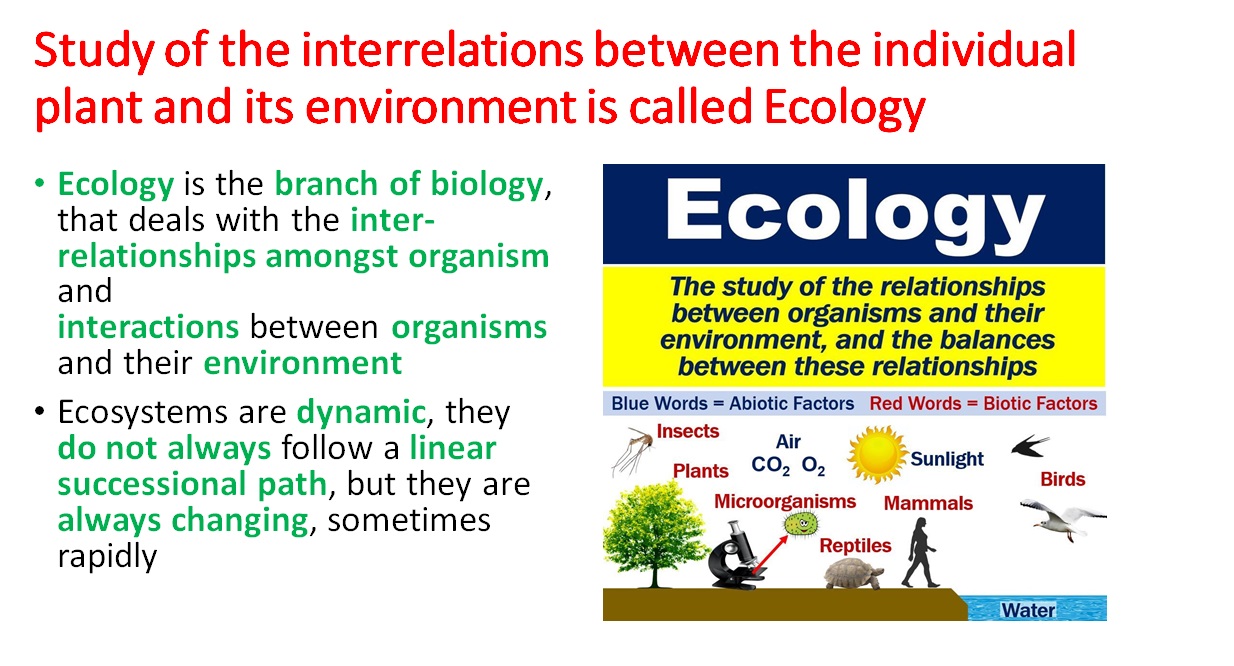 Study of the interrelations between the individual
plant and its environment is called Ecology
• Ecology is the branch of biology,
that deals with the inter-
relationships amongst organism
and
interactions between organisms
and their environment
• Ecosystems are dynamic, they
do not always follow a linear
successional path, but they are
always changing, sometimes
rapidly
Ecology
The study of the relationships
between organisms and their
environment, and the balances
between these relationships
Blue Words = Abiotic Factors Red Words = Biotic Factors
Insects
Air
CO₂ O₂
Sunlight
Plants
Birds
Microorganisms
Mammals
Reptiles
Water